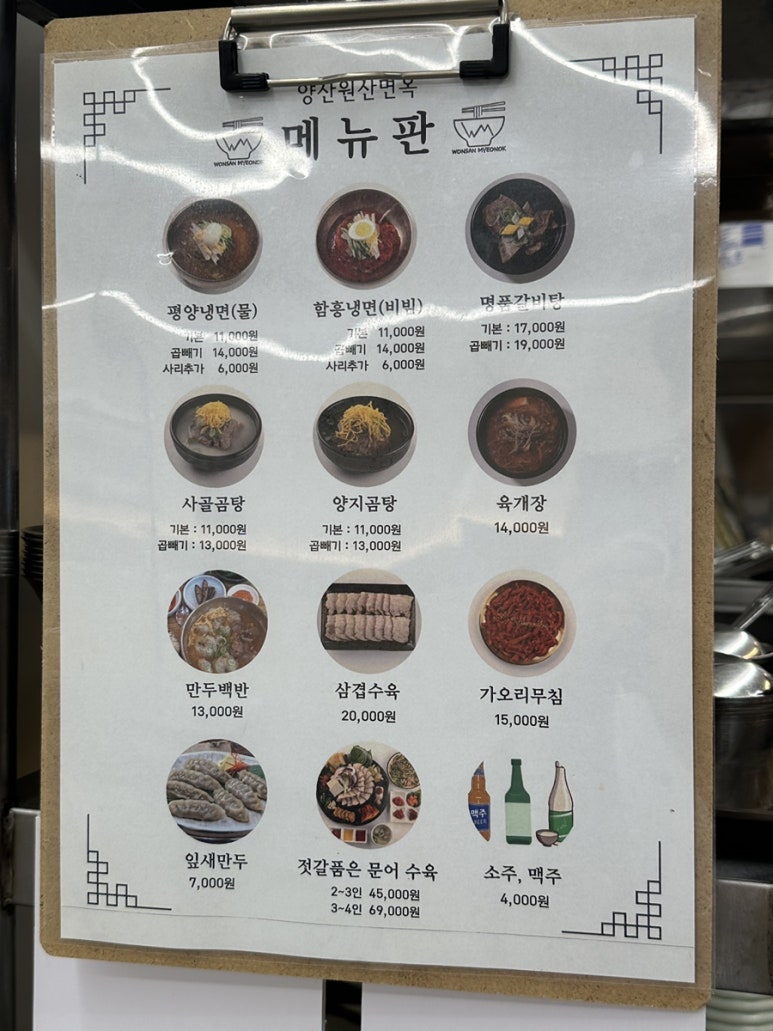 양산원산면옥
메뉴판
WONSAN MYEONOK
WONSAN MYEONOK
평양냉면(물)
기본 11,000원
곱빼기 14,000원
사리추가 6,000원
함흥냉면(비빔)
기본 11,000원
곱빼기 14,000원
사리추가 6,000원
명품갈비탕
기본 : 17,000원
곱빼기 : 19,000원
사골곰탕
기본 : 11,000원
곱빼기 : 13,000원
양지곰탕
기본 : 11,000원
곱빼기 : 13,000원
육개장
14,000원
만두백반
13,000원
삼겹수육
20,000원
가오리무침
15,000원
잎새만두
7,000원
젓갈품은 문어 수육
2~3인 45,000원
3~4인 69,000원
맥주
BEER
소주, 맥주
4,000원